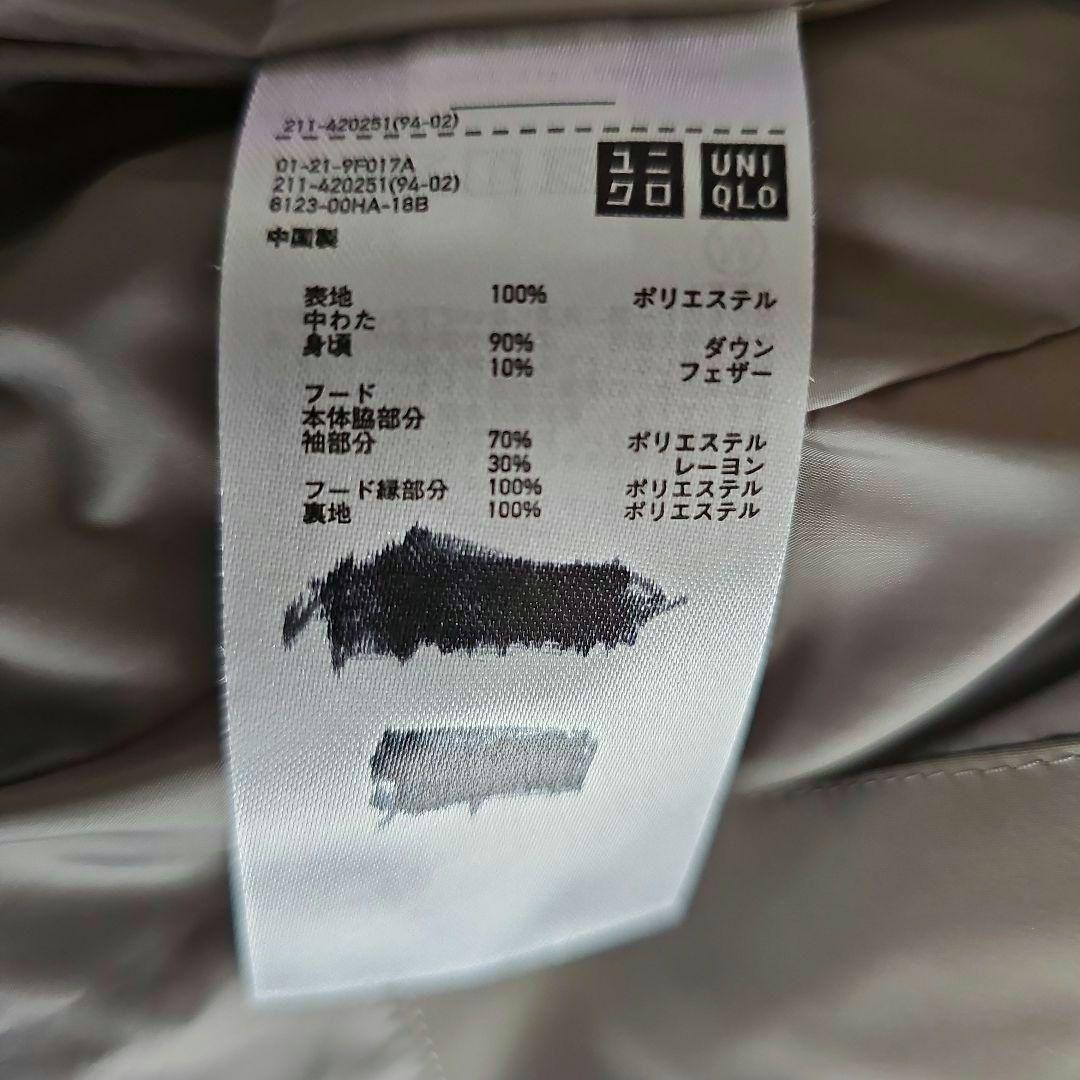 211-420251(94-02)
01-21-9F017A
211-420251(94-02)
8123-00HA-18B
ユニ
クロ
UNI
QLO
中国製
表地 100% ポリエステル
中わた
身頃 90% ダウン
10% フェザー
フード
本体脇部分
袖部分 70% ポリエステル
30% レーヨン
フード縁部分 100% ポリエステル
裏地 100% ポリエステル